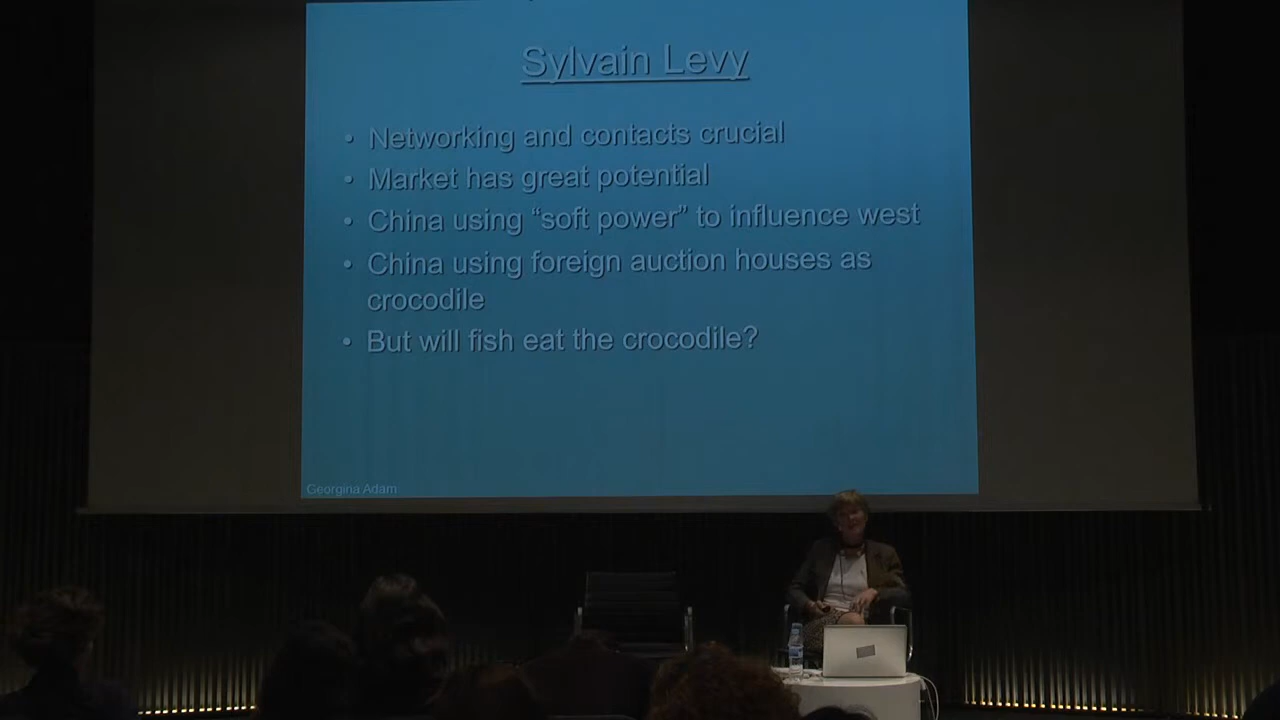 Sylvain Levy
• Networking and contacts crucial
• Market has great potential
• China using “soft power” to influence west
• China using foreign auction houses as
crocodile
• But will fish eat the crocodile?
Georgina Adam